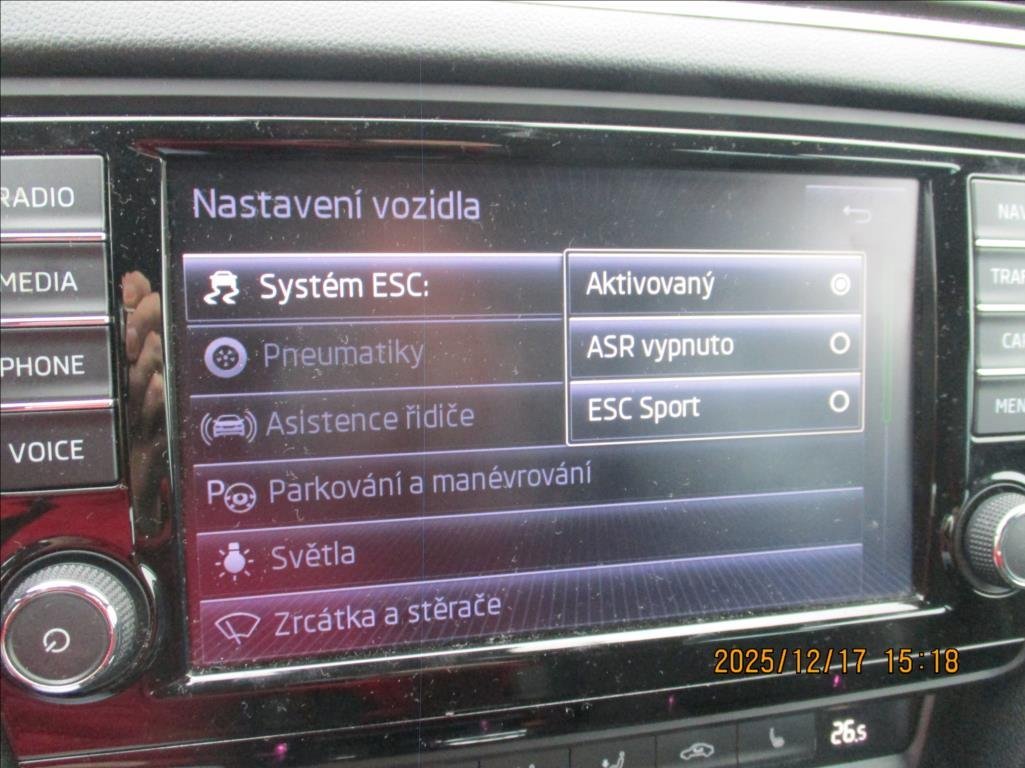 RADIO
MEDIA
PHONE
VOICE
Nastavení vozidla
Systém ESC:
Aktivovaný
ASR vypnuto
ESC Sport
Pneumatiky
Asistence řidiče
P Parkování a manévrování
Světla
Zrcátka a stěrače
2025/12/17 15:18
26.5